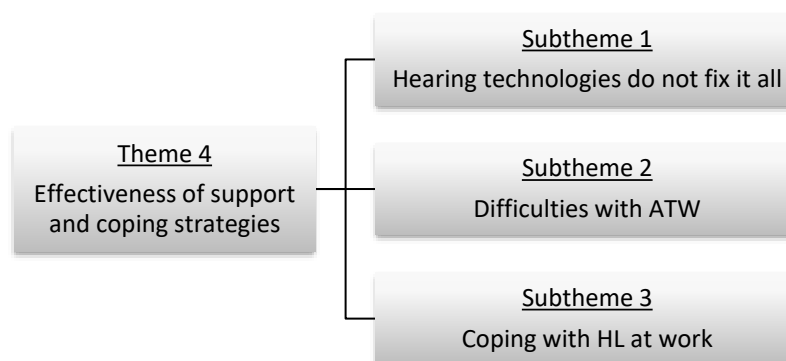 Theme 4
Effectiveness of support
and coping strategies
Subtheme 1
Hearing technologies do not fix it all
Subtheme 2
Difficulties with ATW
Subtheme 3
Coping with HL at work